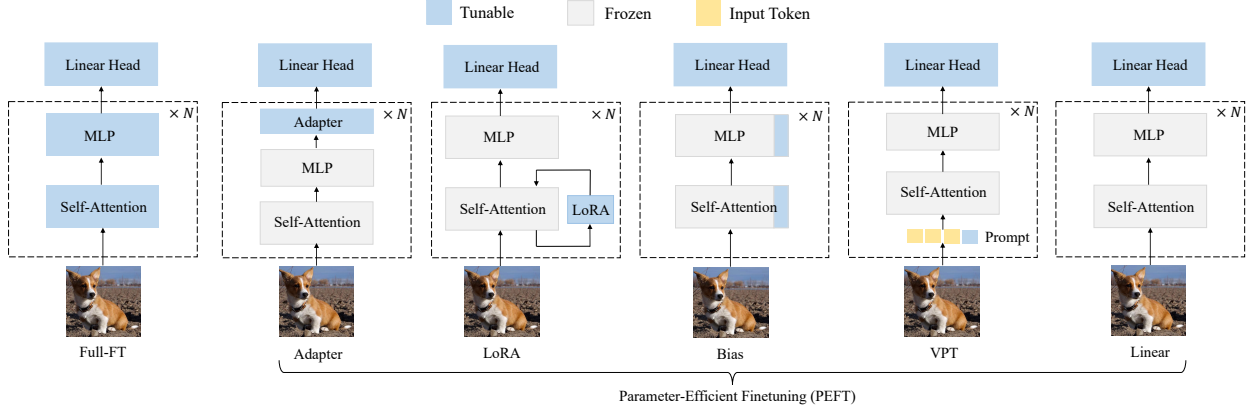 Tunable
Frozen
Input Token
Linear Head
Linear Head
Linear Head
Linear Head
Linear Head
Linear Head
× N
× N
× N
× N
× N
× N
MLP
Self-Attention
Adapter
MLP
Self-Attention
MLP
Self-Attention
LoRA
MLP
Self-Attention
MLP
Self-Attention
Prompt
MLP
Self-Attention
Full-FT
Adapter
LoRA
Bias
VPT
Linear
Parameter-Efficient Finetuning (PEFT)